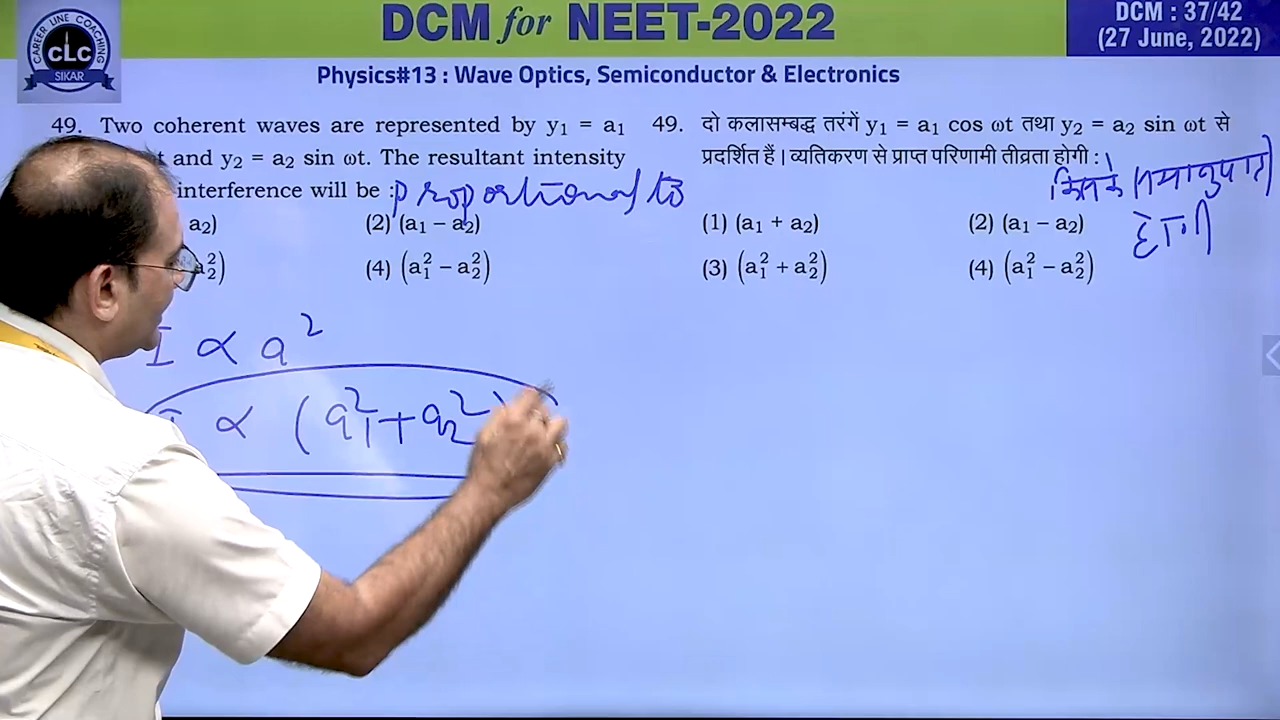 DCM for NEET-2022
DCM : 37/42
(27 June, 2022)
CAREER LINE COACHING
CLC
SIKAR
Physics#13 : Wave Optics, Semiconductor & Electronics
49. Two coherent waves are represented by y₁ = a₁
t and y₂ = a₂ sin ωt. The resultant intensity
interference will be : proportional to
a₂)
(2) (a₁ – a₂)
a₂²)
(4) (a₁² – a₂²)
49. दो कलासम्बद्ध तरंगें y₁ = a₁ cos ωt तथा y₂ = a₂ sin ωt से
प्रदर्शित हैं । व्यतिकरण से प्राप्त परिणामी तीव्रता होगी :
किसके समानुपाती
होगी
(1) (a₁ + a₂)
(2) (a₁ – a₂)
(3) (a₁² + a₂²)
(4) (a₁² – a₂²)
I ∝ a²
I ∝ (a₁² + a₂²)